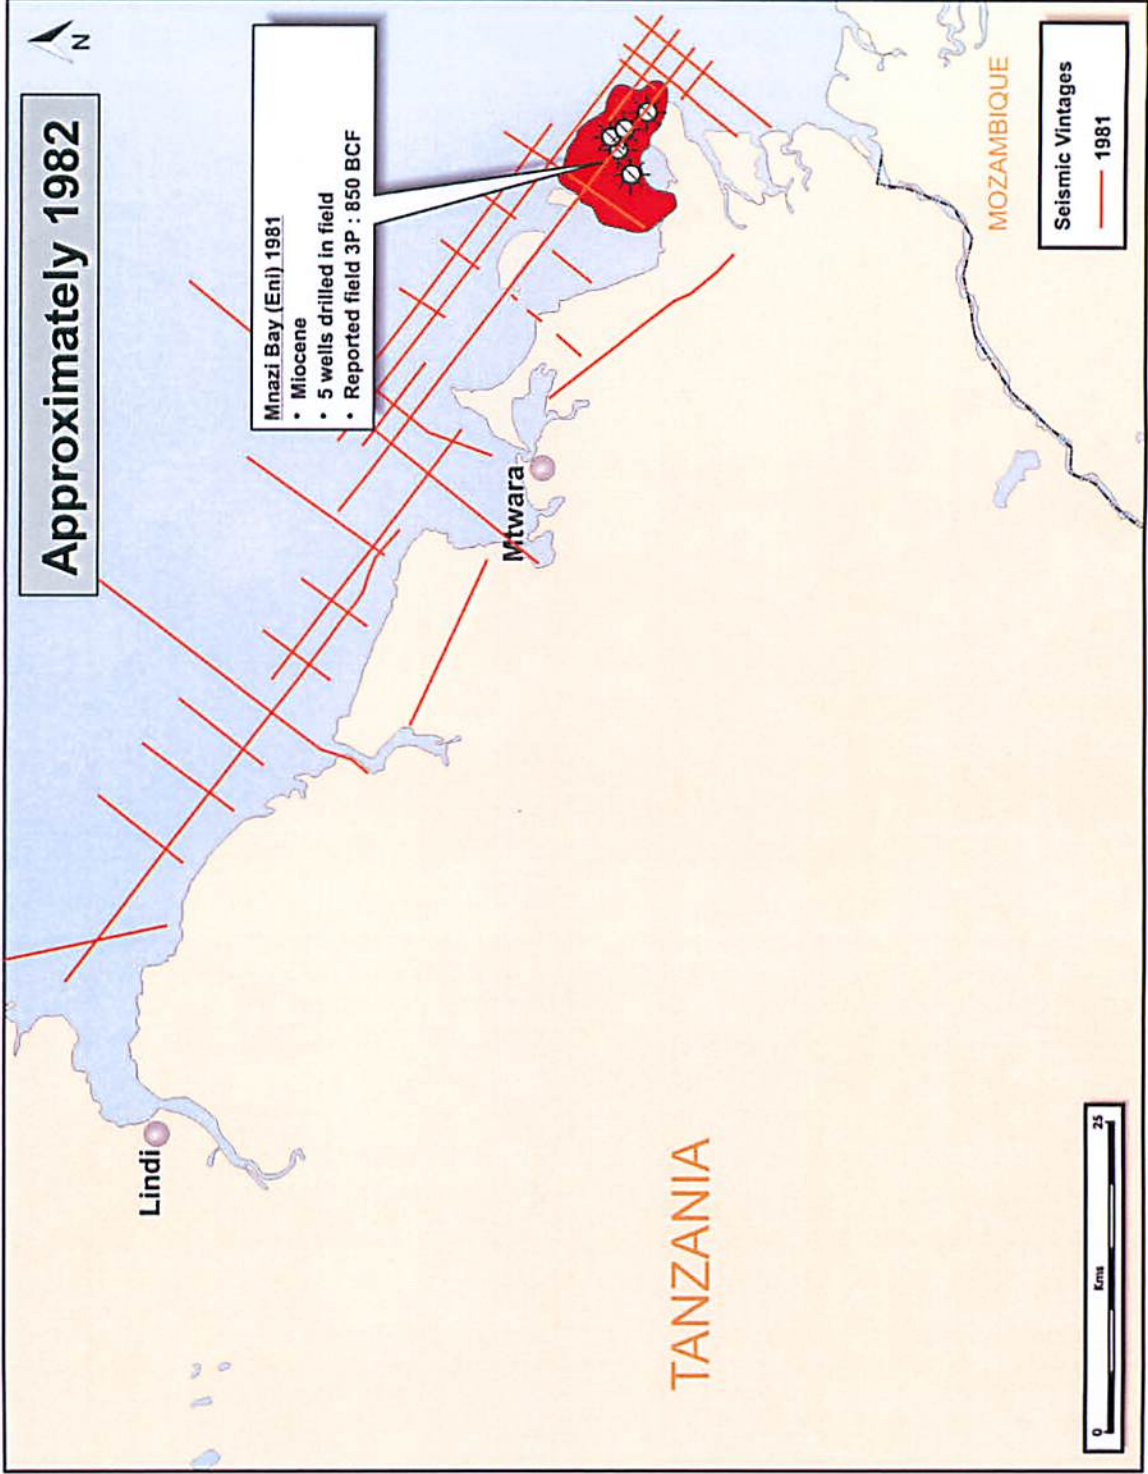 Approximately 1982
N
Mnazi Bay (Eni) 1981
• Miocene
• 5 wells drilled in field
• Reported field 3P : 850 BCF
Lindi
Mtwara
TANZANIA
MOZAMBIQUE
Seismic Vintages
1981
0 Kms 25